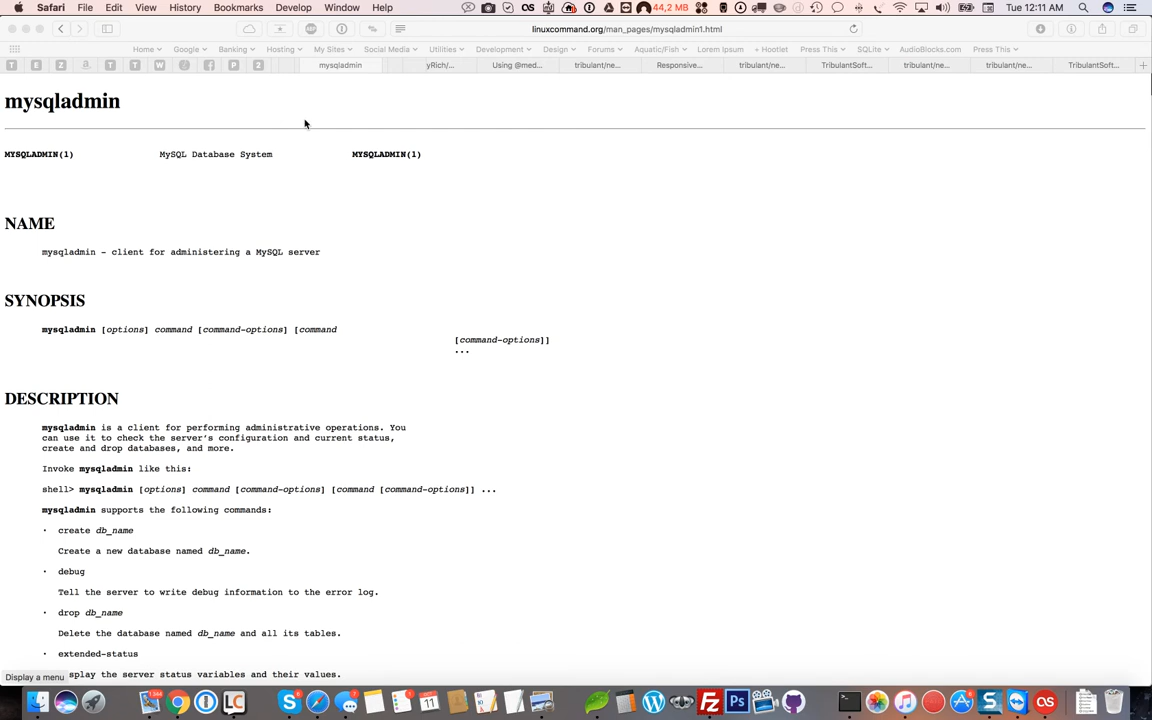 Safari File Edit View History Bookmarks Develop Window Help 44,2 MB Tue 12:11 AM
linuxcommand.org/man_pages/mysqladmin1.html
Home Google Banking Hosting My Sites Social Media Utilities Development Design Forums Aquatic/Fish Lorem Ipsum + Hootlet Press This SQLite AudioBlocks.com Press This
T E Z a T T W f P 2 mysqladmin yRich/... Using @med... tribulant/ne... Responsive... tribulant/ne... TribulantSoft... tribulant/ne... tribulant/ne... TribulantSoft...
mysqladmin
MYSQLADMIN(1) MySQL Database System MYSQLADMIN(1)
NAME
mysqladmin - client for administering a MySQL server
SYNOPSIS
mysqladmin [options] command [command-options] [command
[command-options]]
...
DESCRIPTION
mysqladmin is a client for performing administrative operations. You
can use it to check the server's configuration and current status,
create and drop databases, and more.
Invoke mysqladmin like this:
shell> mysqladmin [options] command [command-options] [command [command-options]] ...
mysqladmin supports the following commands:
· create db_name
Create a new database named db_name.
· debug
Tell the server to write debug information to the error log.
· drop db_name
Delete the database named db_name and all its tables.
· extended-status
splay the server status variables and their values.
Display a menu